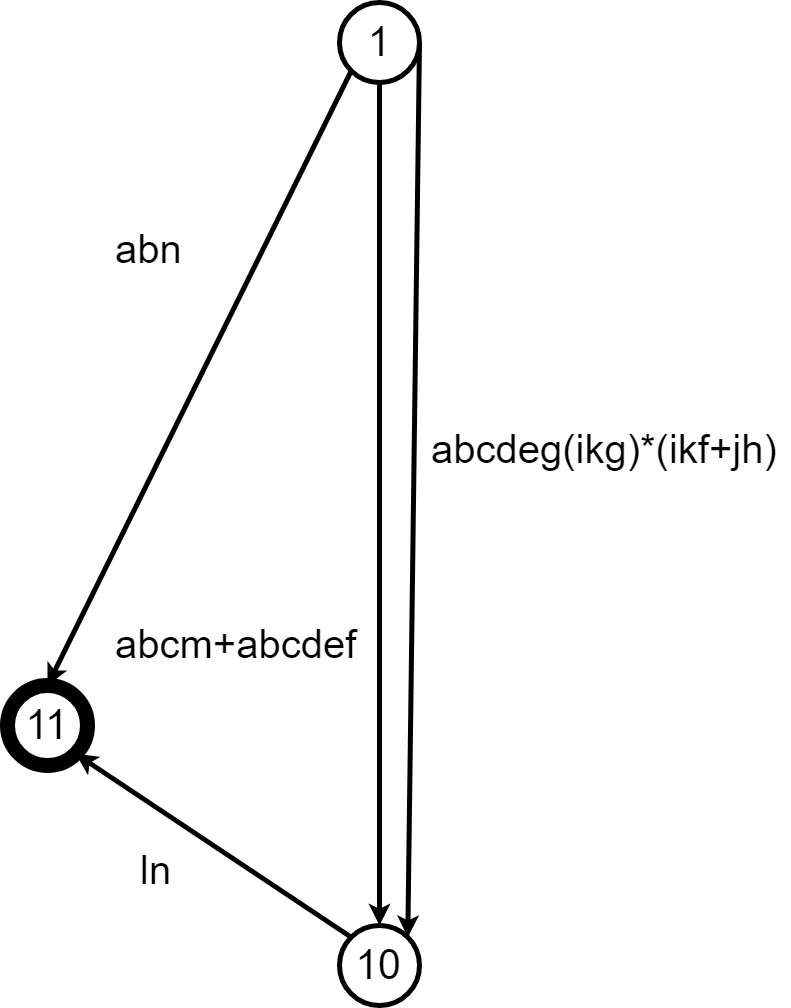 1
abn
abcdeg(ikg)*(ikf+jh)
abcm+abcdef
11
ln
10